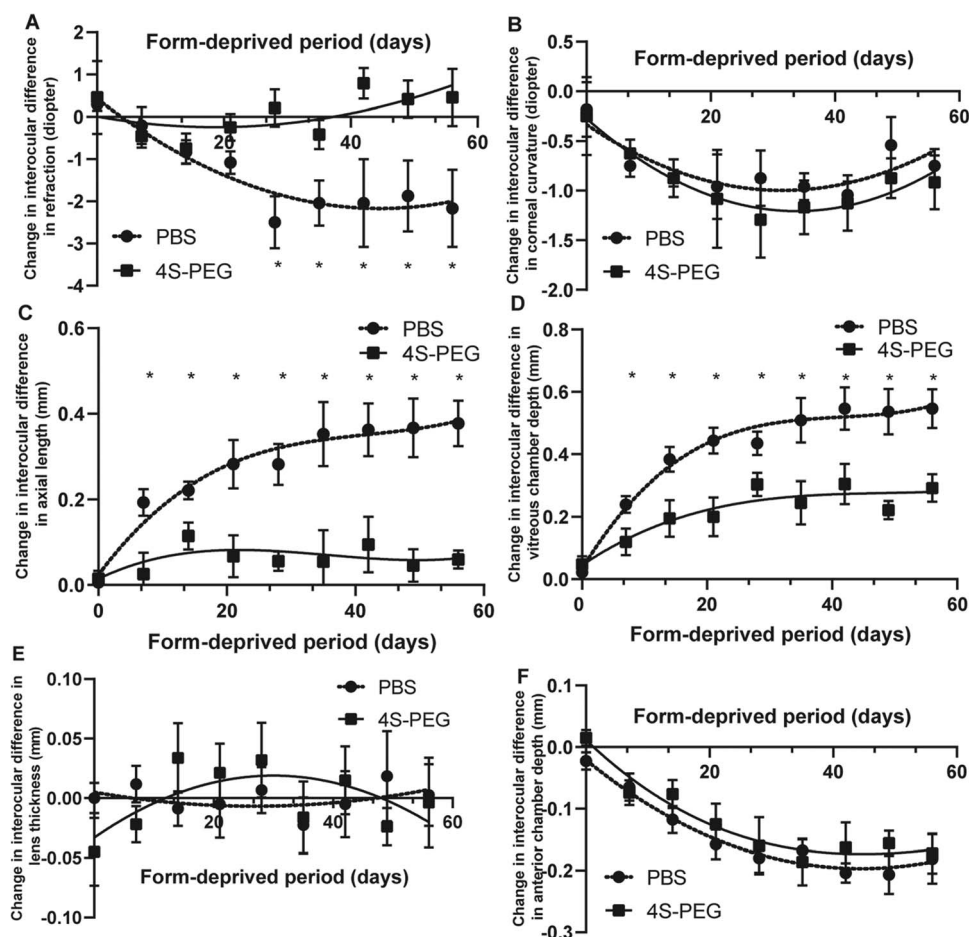 A
Form-deprived period (days)
Change in interocular difference
in refraction (diopter)
4
3
2
1
0
-1
-2
-3
-4
20
40
60
PBS
4S-PEG
* * * * *
B
Form-deprived period (days)
Change in interocular difference
in corneal curvature (diopter)
0.5
0.0
-0.5
-1.0
-1.5
-2.0
20
40
60
PBS
4S-PEG
C
Change in interocular difference
in axial length (mm)
0.6
0.4
0.2
0.0
0
20
40
60
PBS
4S-PEG
* * * * * * * *
Form-deprived period (days)
D
Change in interocular difference in
vitreous chamber depth (mm)
0.8
0.6
0.4
0.2
0.0
0
20
40
60
PBS
4S-PEG
* * * * * * * *
Form-deprived period (days)
E
Change in interocular difference in
lens thickness (mm)
0.10
0.05
0.00
-0.05
-0.10
20
40
60
PBS
4S-PEG
Form-deprived period (days)
F
Change in interocular difference
in anterior chamber depth (mm)
0.1
0.0
-0.1
-0.2
-0.3
Form-deprived period (days)
20
40
60
PBS
4S-PEG